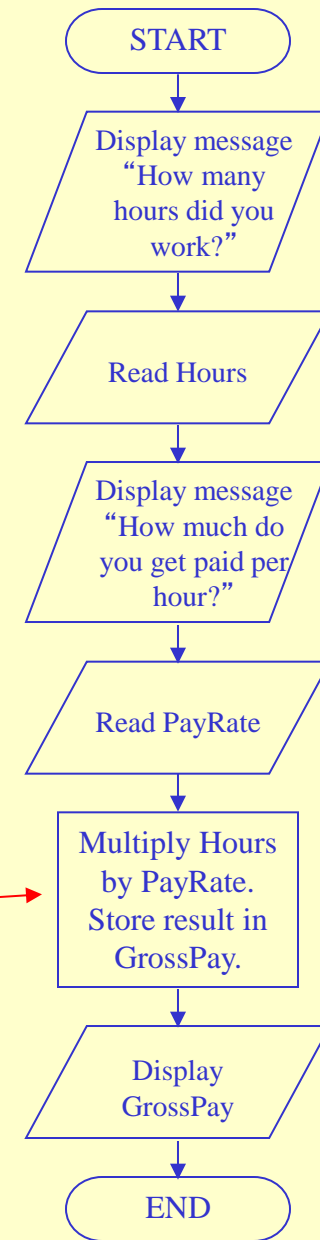 START
Display message
“How many
hours did you
work?”
Read Hours
Display message
“How much do
you get paid per
hour?”
Read PayRate
Multiply Hours
by PayRate.
Store result in
GrossPay.
Display
GrossPay
END